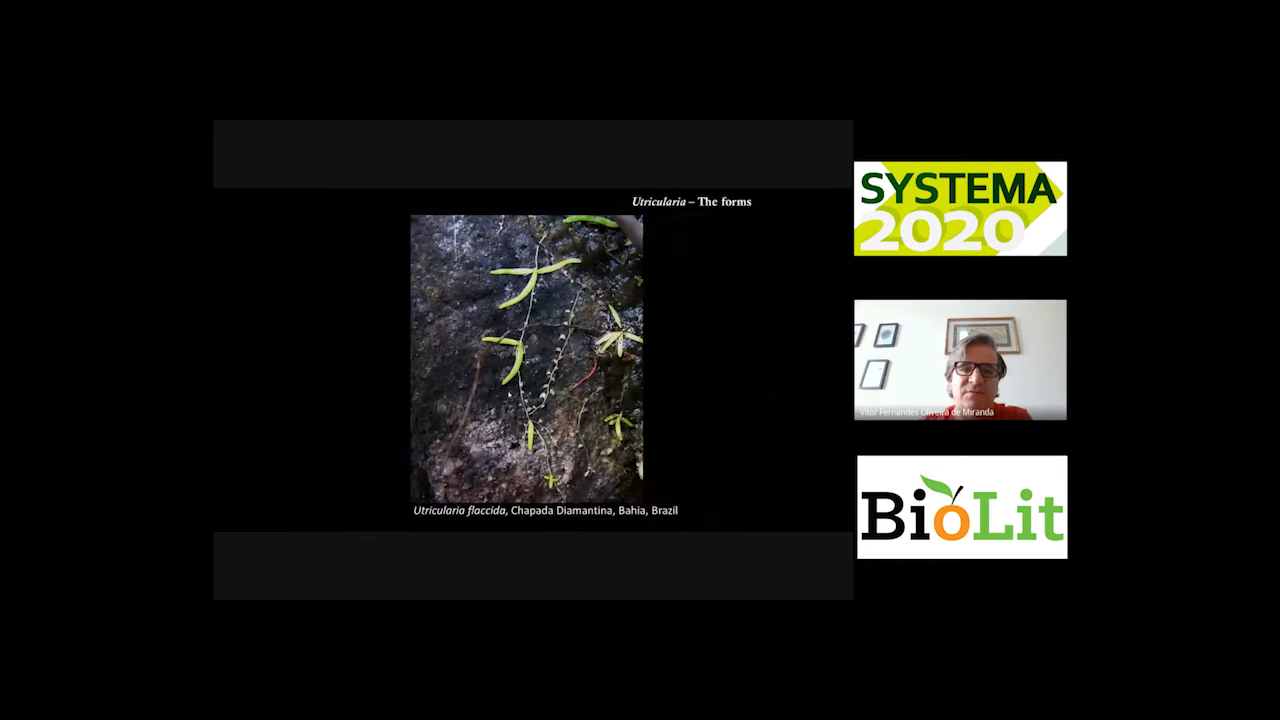 Utricularia – The forms
Utricularia flaccida, Chapada Diamantina, Bahia, Brazil
SYSTEMA
2020
Vitor Fernandes Oliveira de Miranda
BioLit